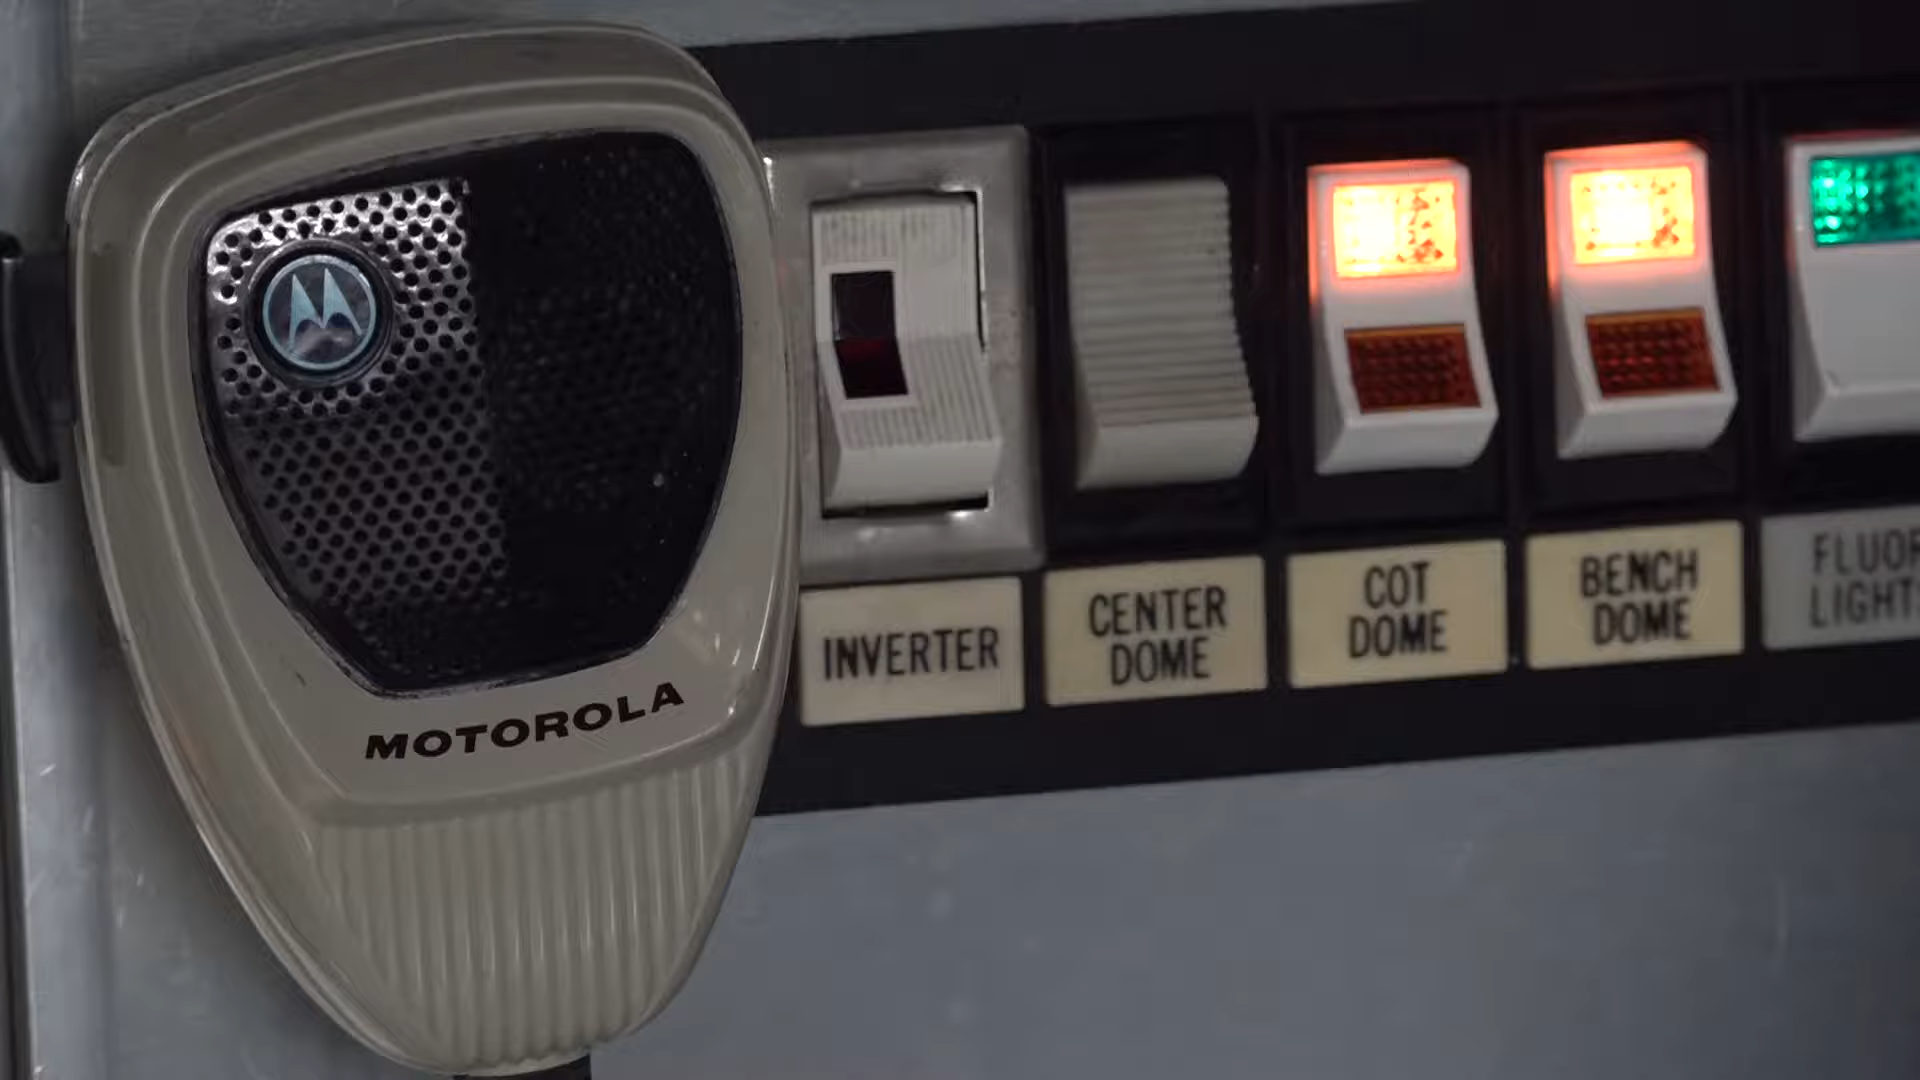 MOTOROLA
INVERTER
CENTER
DOME
COT
DOME
BENCH
DOME